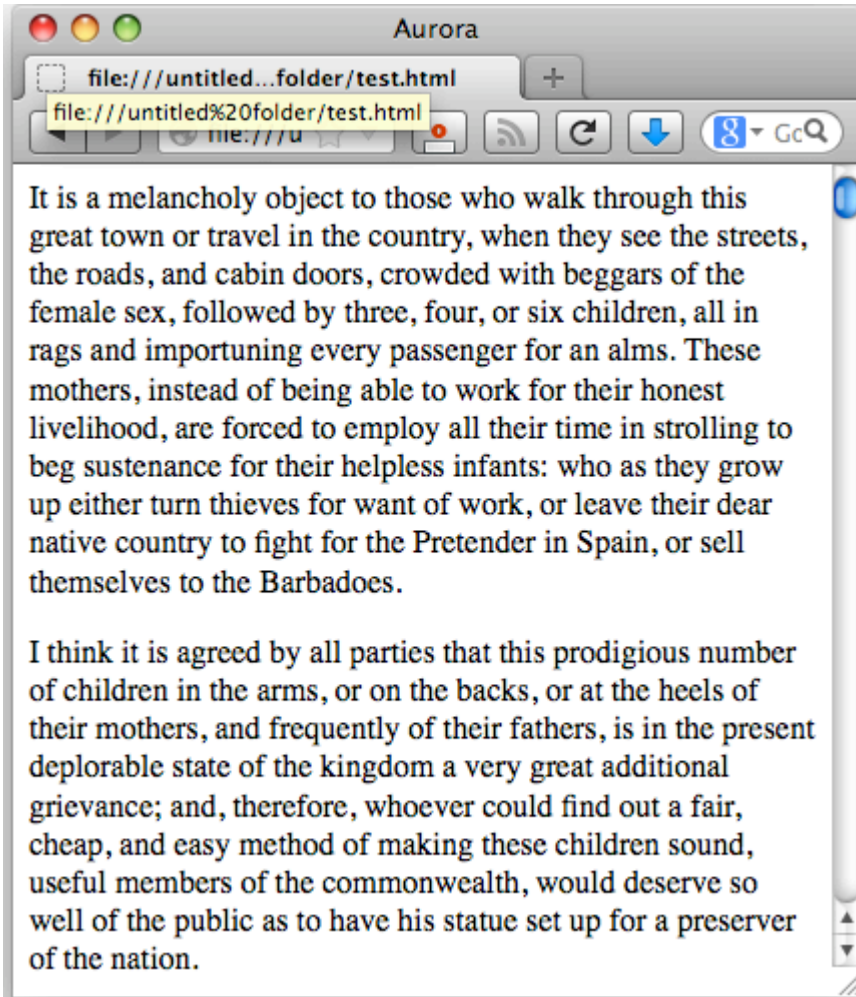 Aurora
file:///untitled...folder/test.html
file:///untitled%20folder/test.html
file:///u
It is a melancholy object to those who walk through this
great town or travel in the country, when they see the streets,
the roads, and cabin doors, crowded with beggars of the
female sex, followed by three, four, or six children, all in
rags and importuning every passenger for an alms. These
mothers, instead of being able to work for their honest
livelihood, are forced to employ all their time in strolling to
beg sustenance for their helpless infants: who as they grow
up either turn thieves for want of work, or leave their dear
native country to fight for the Pretender in Spain, or sell
themselves to the Barbadoes.
I think it is agreed by all parties that this prodigious number
of children in the arms, or on the backs, or at the heels of
their mothers, and frequently of their fathers, is in the present
deplorable state of the kingdom a very great additional
grievance; and, therefore, whoever could find out a fair,
cheap, and easy method of making these children sound,
useful members of the commonwealth, would deserve so
well of the public as to have his statue set up for a preserver
of the nation.